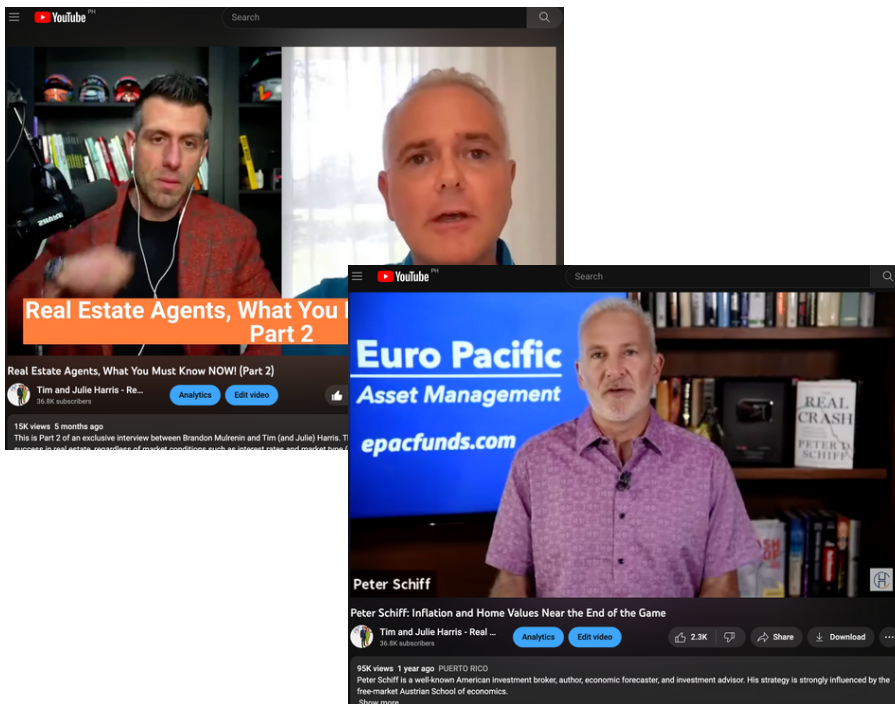 YouTube PH
Search
Real Estate Agents, What You
Part 2
Real Estate Agents, What You Must Know NOW! (Part 2)
Tim and Julie Harris - Re...
36.8K subscribers
Analytics
Edit video
15K views 5 months ago
This is Part 2 of an exclusive interview between Brandon Mulrenin and Tim (and Julie) Harris.
success in real estate, regardless of market conditions such as interest rates and market type
YouTube PH
Search
Euro Pacific
Asset Management
epacfunds.com
REAL
CRASH
PETER D.
SCHIFF
Peter Schiff
Peter Schiff: Inflation and Home Values Near the End of the Game
Tim and Julie Harris - Real ...
36.8K subscribers
Analytics
Edit video
2.3K
Share
Download
95K views 1 year ago PUERTO RICO
Peter Schiff is a well-known American investment broker, author, economic forecaster, and investment advisor. His strategy is strongly influenced by the
free-market Austrian School of economics.
Show more